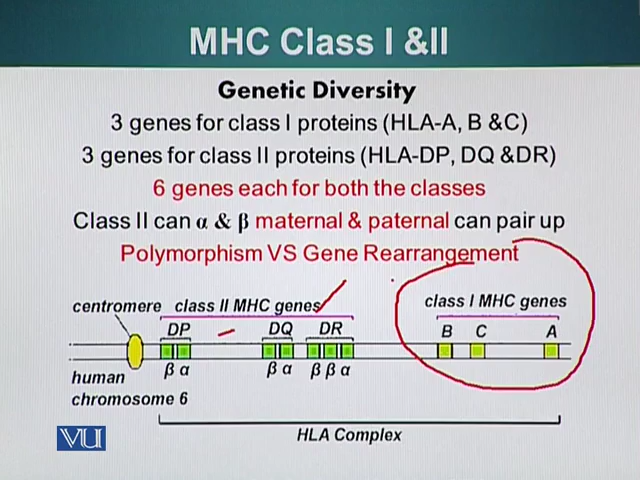 MHC Class I &II
Genetic Diversity
3 genes for class I proteins (HLA-A, B &C)
3 genes for class II proteins (HLA-DP, DQ &DR)
6 genes each for both the classes
Class II can α & β maternal & paternal can pair up
Polymorphism VS Gene Rearrangement
centromere class II MHC genes class I MHC genes
DP DQ DR B C A
β α β α β β α
human
chromosome 6
HLA Complex
VU